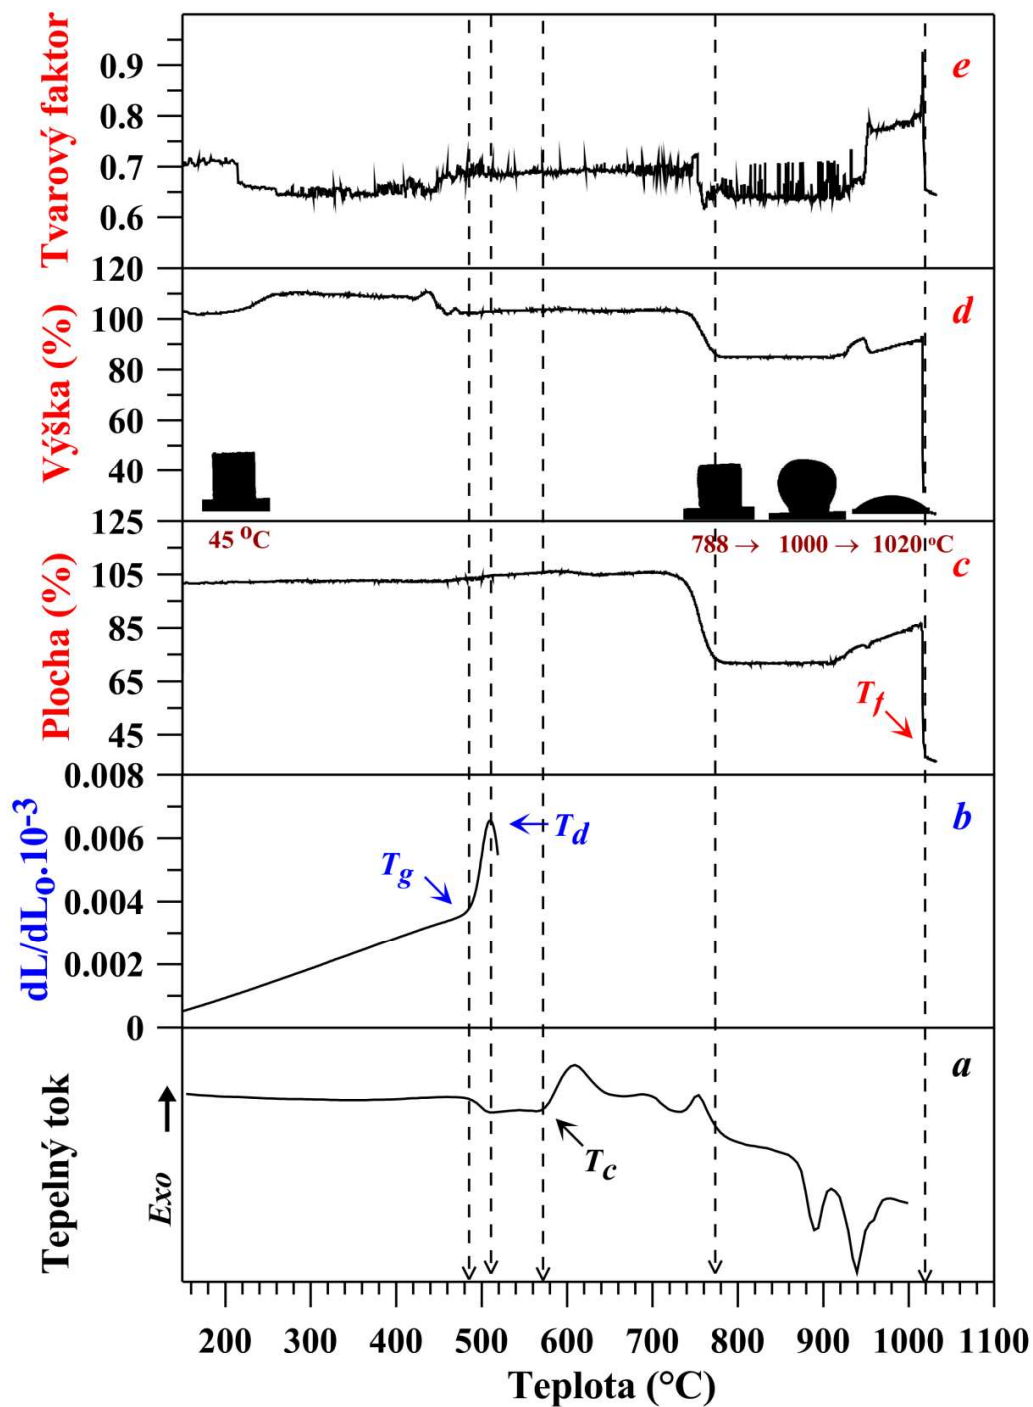 Tvarový faktor
0.9
0.8
0.7
0.6
e
Výška (%)
120
100
80
60
40
d
45 °C
788 → 1000 → 1020°C
Plocha (%)
125
105
85
65
45
c
Tf
dL/dLo.10-3
0.008
0.006
0.004
0.002
0
b
Td
Tg
Tepelný tok
Exo
a
Tc
200 300 400 500 600 700 800 900 1000 1100
Teplota (°C)